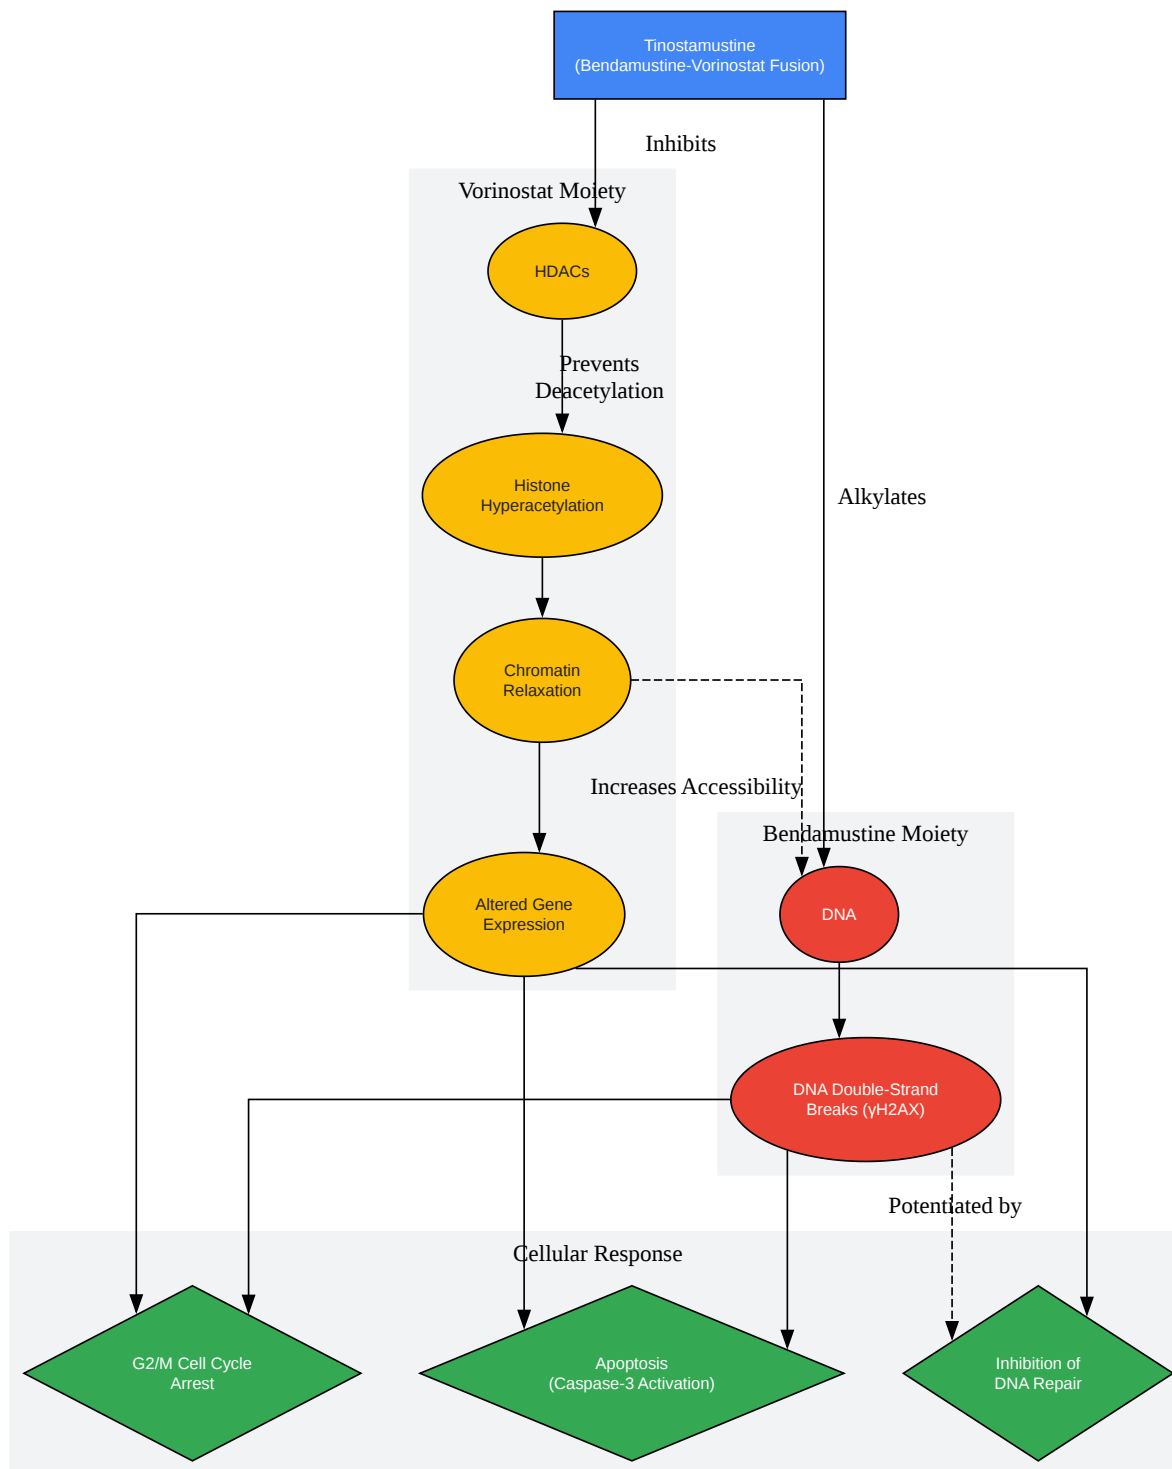 Tinostamustine
(Bendamustine-Vorinostat Fusion)
Inhibits
Vorinostat Moiety
HDACs
Prevents
Deacetylation
Histone
Hyperacetylation
Alkylates
Chromatin
Relaxation
Increases Accessibility
Bendamustine Moiety
Altered Gene
Expression
DNA
DNA Double-Strand
Breaks (γH2AX)
Potentiated by
Cellular Response
G2/M Cell Cycle
Arrest
Apoptosis
(Caspase-3 Activation)
Inhibition of
DNA Repair